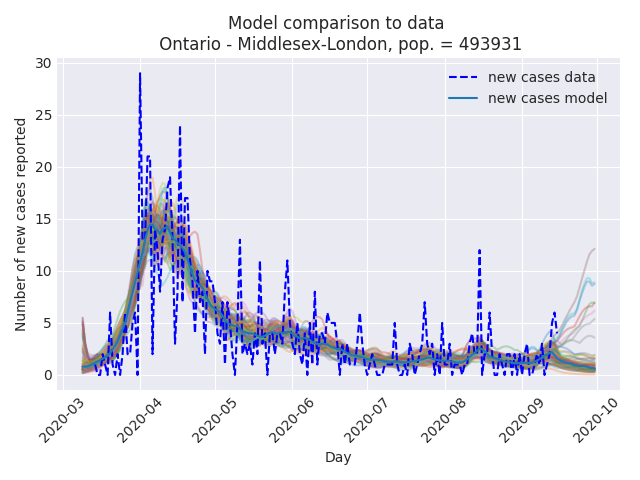 Model comparison to data
Ontario - Middlesex-London, pop. = 493931
new cases data
new cases model
Number of new cases reported
30
25
20
15
10
5
0
2020-03
2020-04
2020-05
2020-06
2020-07
2020-08
2020-09
2020-10
Day